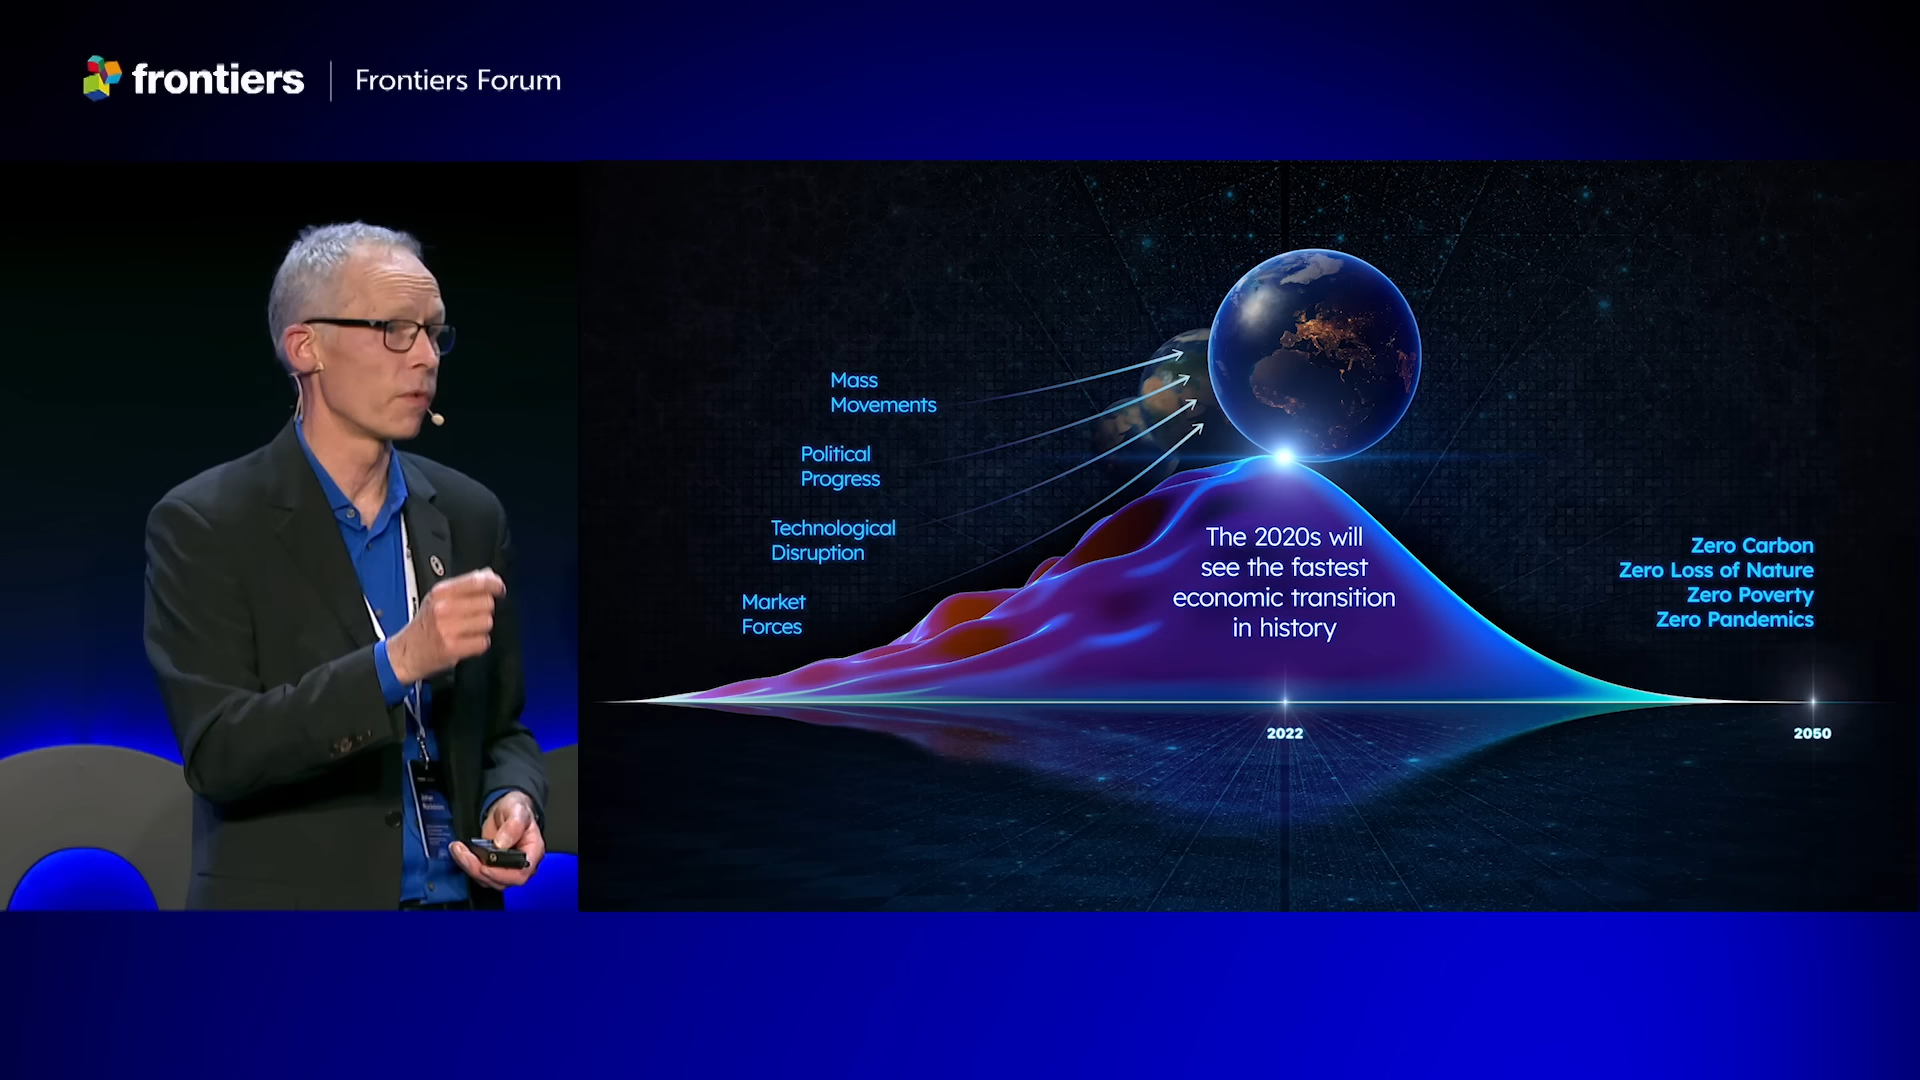 frontiers
Frontiers Forum
Mass
Movements
Political
Progress
Technological
Disruption
Market
Forces
The 2020s will
see the fastest
economic transition
in history
Zero Carbon
Zero Loss of Nature
Zero Poverty
Zero Pandemics
2022
2050